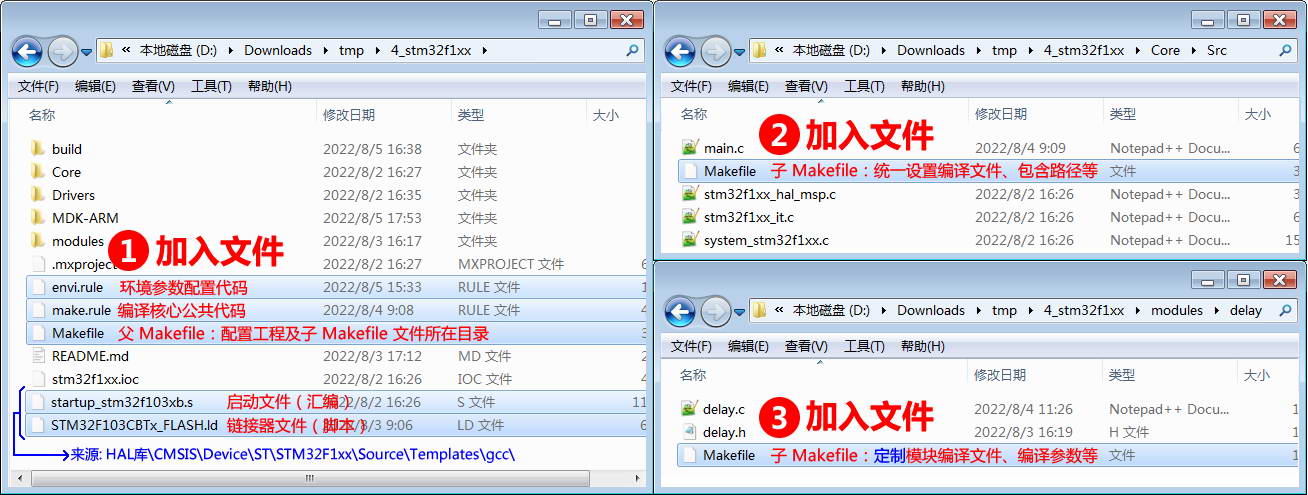 « 本地磁盘 (D:) ▸ Downloads ▸ tmp ▸ 4_stm32f1xx ▸
文件(F) 编辑(E) 查看(V) 工具(T) 帮助(H)
名称 修改日期 类型 大小
build 2022/8/5 16:38 文件夹
Core 2022/8/2 16:27 文件夹
Drivers 2022/8/2 16:35 文件夹
MDK-ARM 2022/8/5 17:53 文件夹
modules 2022/8/3 16:17 文件夹
1 加入文件
.mxproject 2022/8/2 16:27 MXPROJECT 文件 6
envi.rule 环境参数配置代码 2022/8/5 15:33 RULE 文件 1
make.rule 编译核心公共代码 2022/8/4 9:08 RULE 文件 4
Makefile 父 Makefile：配置工程及子 Makefile 文件所在目录 3
README.md 2022/8/3 17:12 MD 文件 2
stm32f1xx.ioc 2022/8/2 16:26 IOC 文件 4
startup_stm32f103xb.s 启动文件（汇编） 2022/8/2 16:26 S 文件 11
STM32F103CBTx_FLASH.ld 链接器文件（脚本） 2022/8/3 9:06 LD 文件 6
来源: HAL库\CMSIS\Device\ST\STM32F1xx\Source\Templates\gcc\
« 本地磁盘 (D:) ▸ Downloads ▸ tmp ▸ 4_stm32f1xx ▸ Core ▸ Src
文件(F) 编辑(E) 查看(V) 工具(T) 帮助(H)
名称 修改日期 类型 大小
2 加入文件
main.c 2022/8/4 9:09 Notepad++ Docu... 6
Makefile 子 Makefile：统一设置编译文件、包含路径等 文件 3
stm32f1xx_hal_msp.c 2022/8/2 16:26 Notepad++ Docu... 3
stm32f1xx_it.c 2022/8/2 16:26 Notepad++ Docu... 6
system_stm32f1xx.c 2022/8/2 16:26 Notepad++ Docu... 15
« 本地磁盘 (D:) ▸ Downloads ▸ tmp ▸ 4_stm32f1xx ▸ modules ▸ delay
文件(F) 编辑(E) 查看(V) 工具(T) 帮助(H)
名称 修改日期 类型 大小
3 加入文件
delay.c 2022/8/4 11:26 Notepad++ Docu... 1
delay.h 2022/8/3 16:19 H 文件 1
Makefile 子 Makefile：定制模块编译文件、编译参数等 文件 1